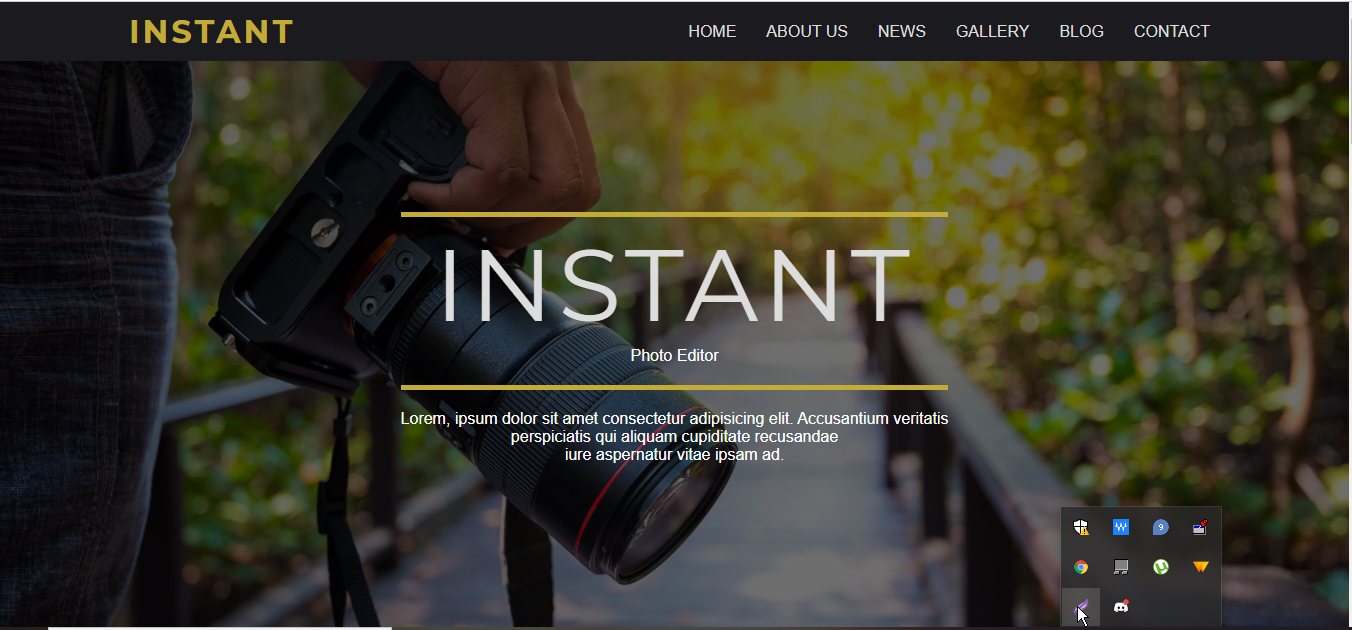 INSTANT
HOME ABOUT US NEWS GALLERY BLOG CONTACT
INSTANT
Photo Editor
Lorem, ipsum dolor sit amet consectetur adipisicing elit. Accusantium veritatis
perspiciatis qui aliquam cupiditate recusandae
iure aspernatur vitae ipsam ad.
W 9